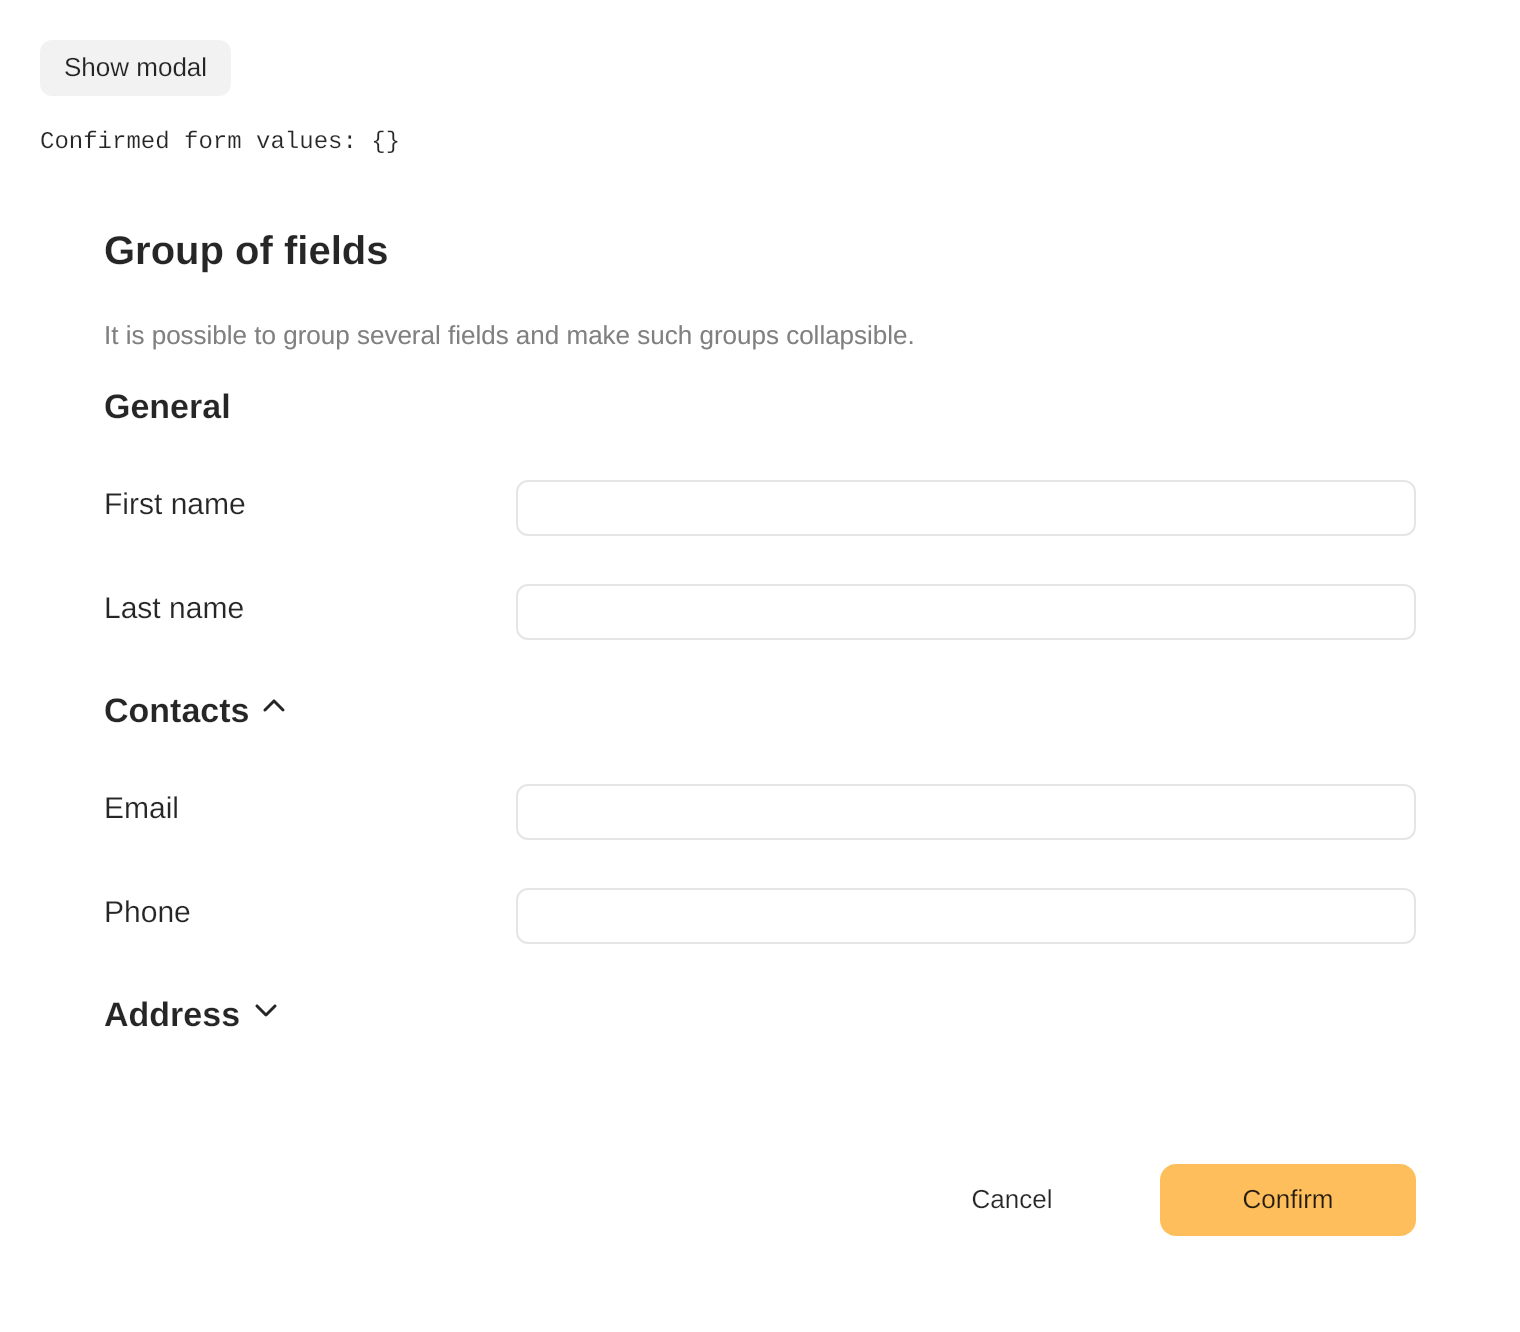 Show modal
Confirmed form values: {}
Group of fields
It is possible to group several fields and make such groups collapsible.
General
First name
Last name
Contacts
Email
Phone
Address
Cancel
Confirm